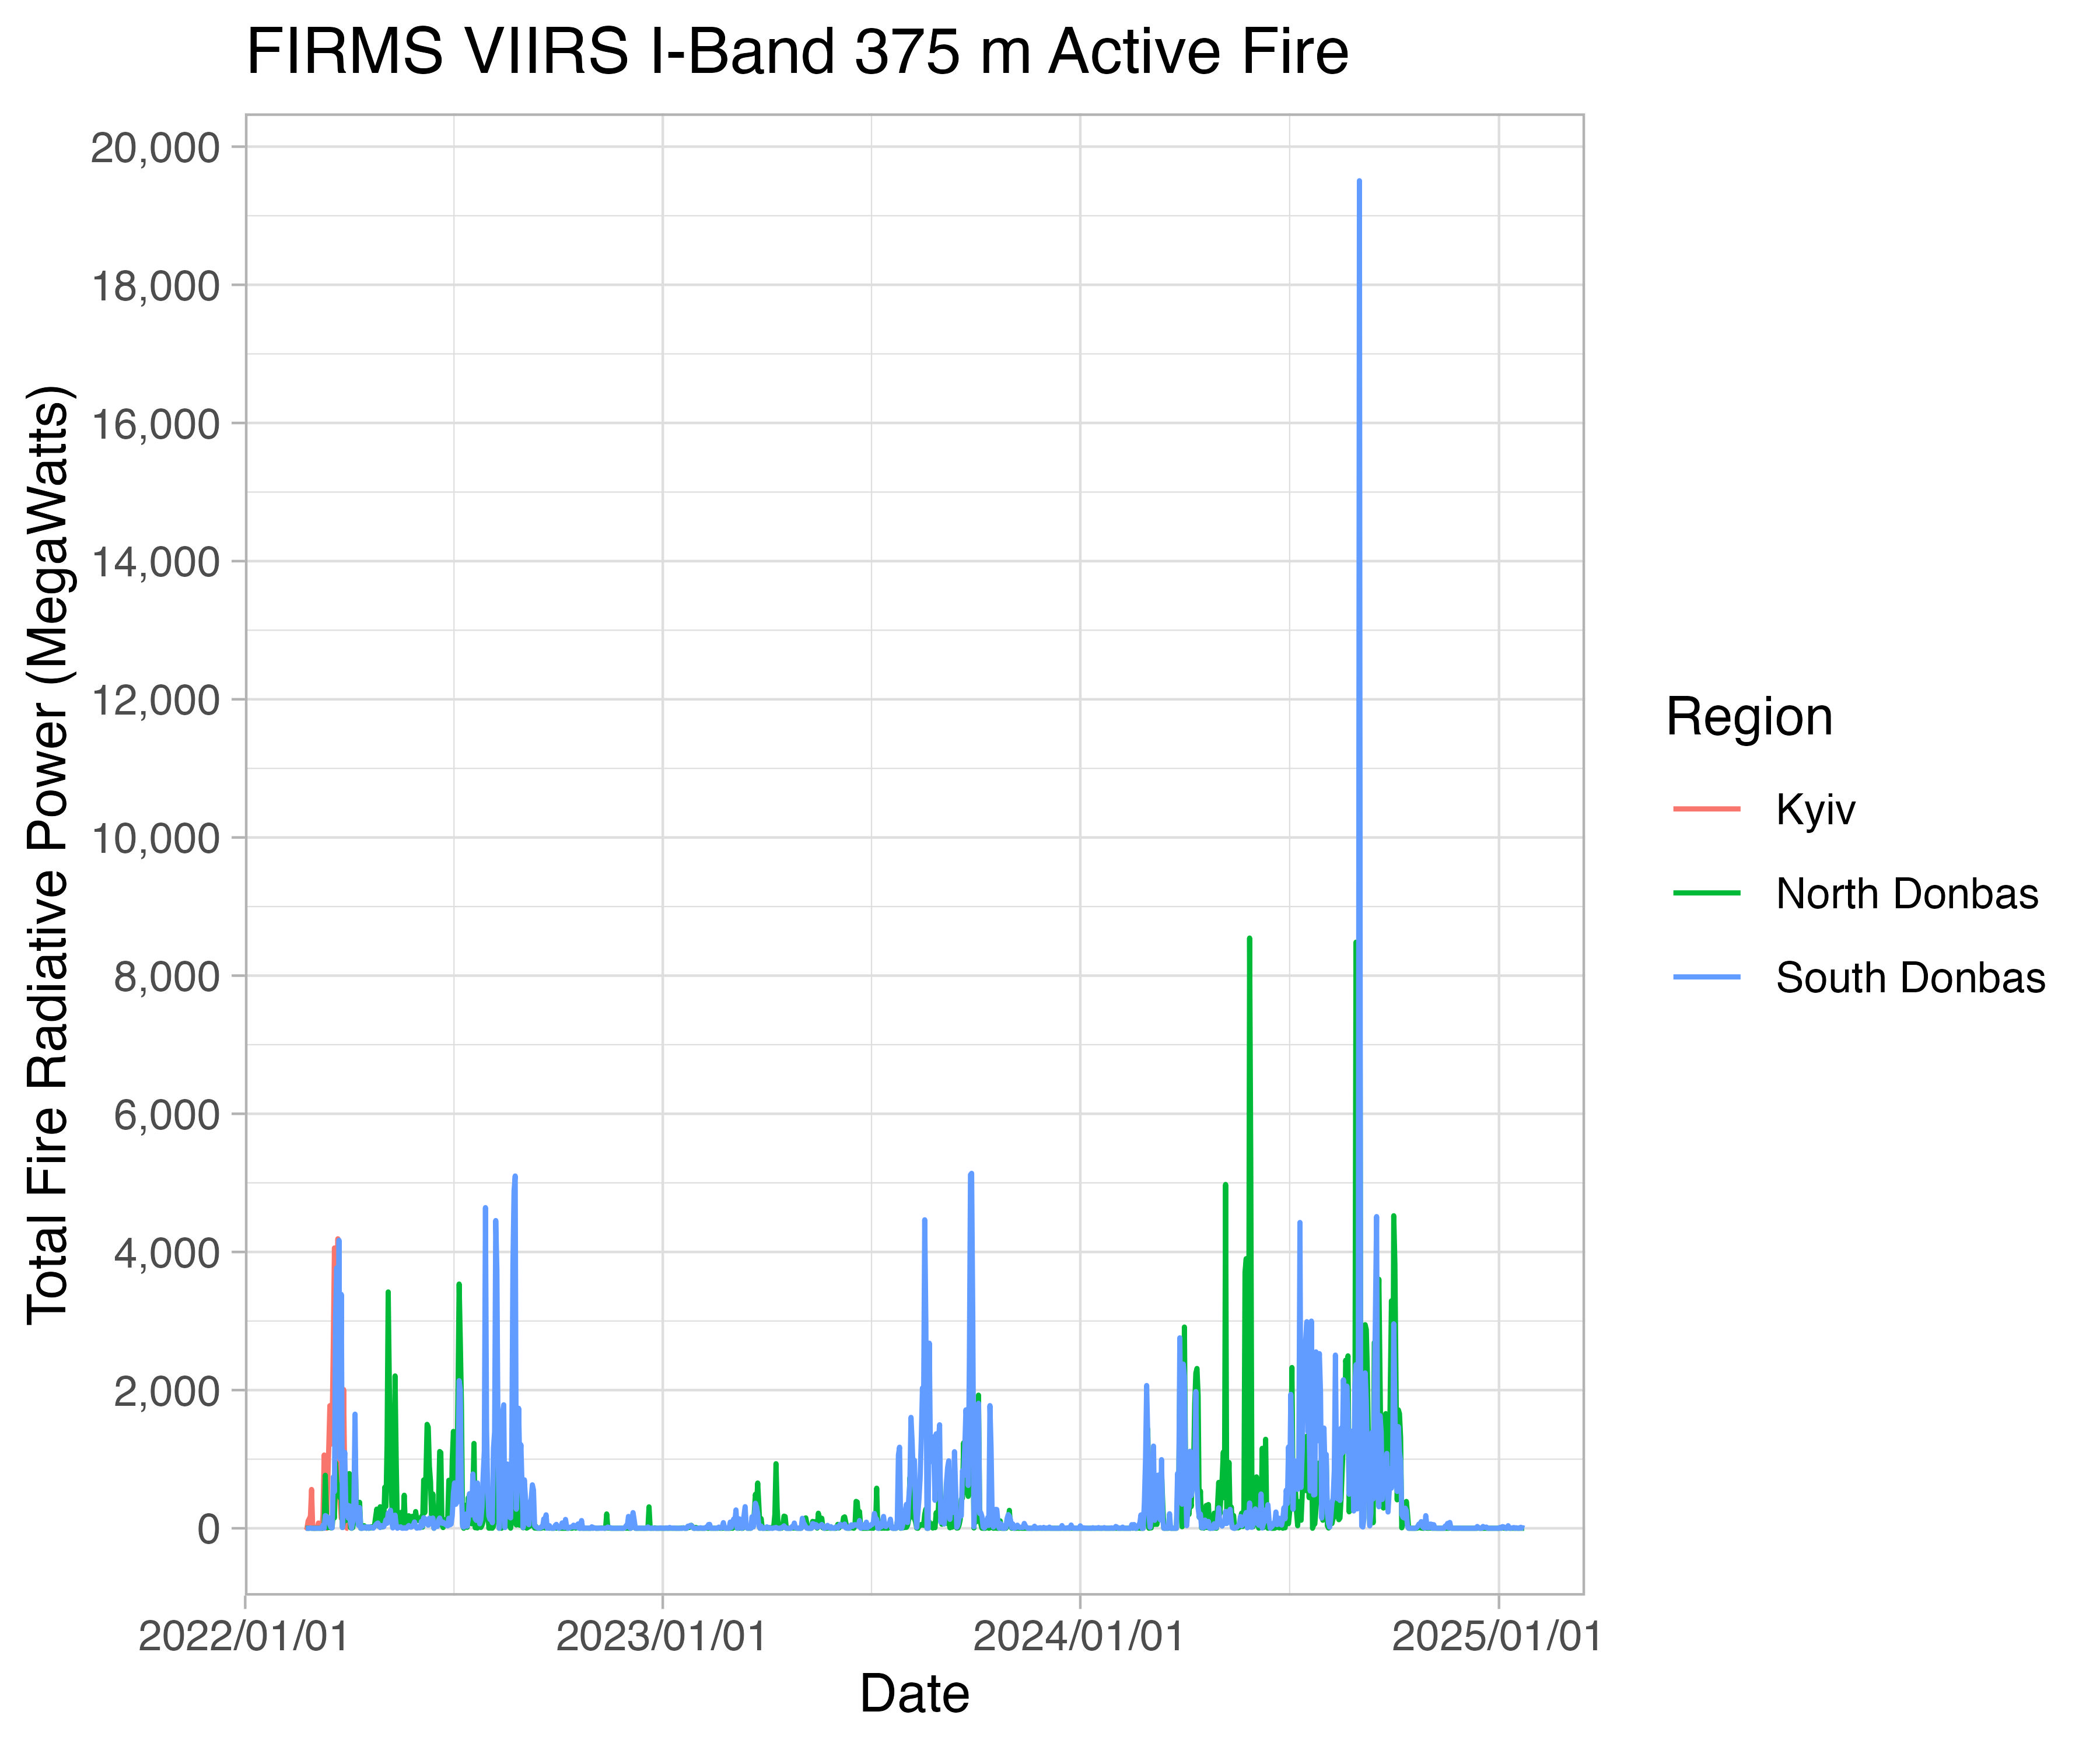 FIRMS VIIRS I-Band 375 m Active Fire
Total Fire Radiative Power (MegaWatts)
20,000
18,000
16,000
14,000
12,000
10,000
8,000
6,000
4,000
2,000
0
2022/01/01
2023/01/01
2024/01/01
2025/01/01
Date
Region
Kyiv
North Donbas
South Donbas